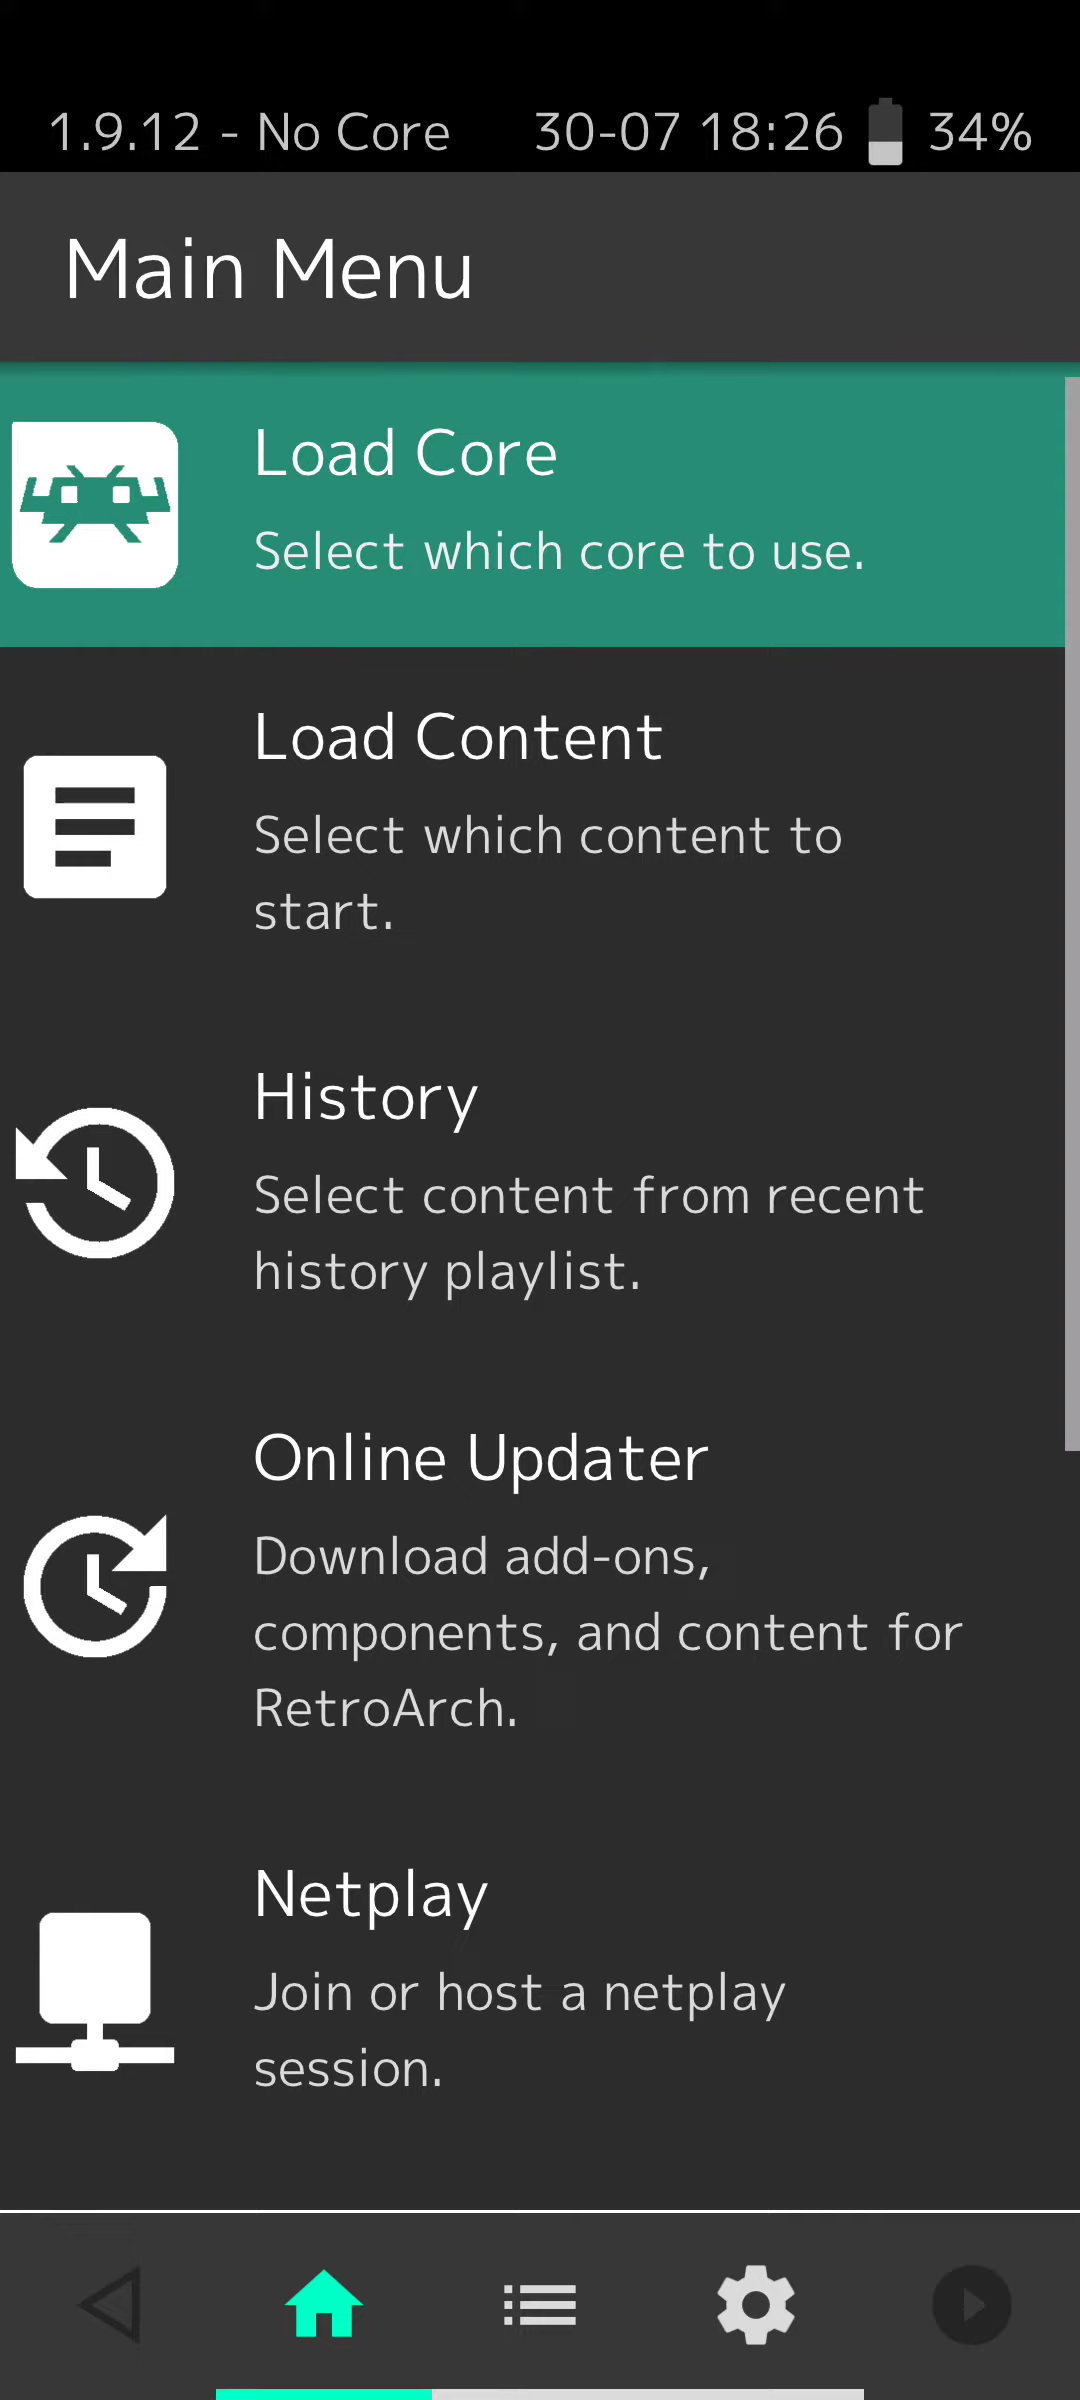 1.9.12 - No Core 30-07 18:26 34%
Main Menu
Load Core
Select which core to use.
Load Content
Select which content to
start.
History
Select content from recent
history playlist.
Online Updater
Download add-ons,
components, and content for
RetroArch.
Netplay
Join or host a netplay
session.